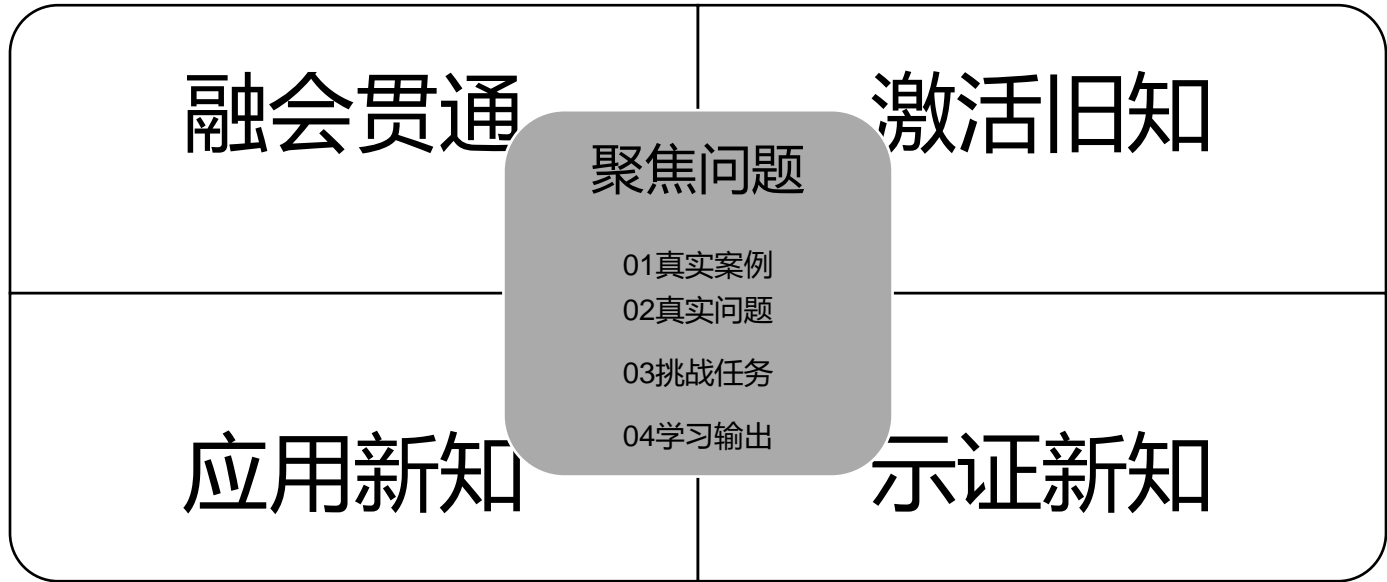 融会贯通
激活旧知
聚焦问题
01真实案例
02真实问题
03挑战任务
04学习输出
应用新知
示证新知